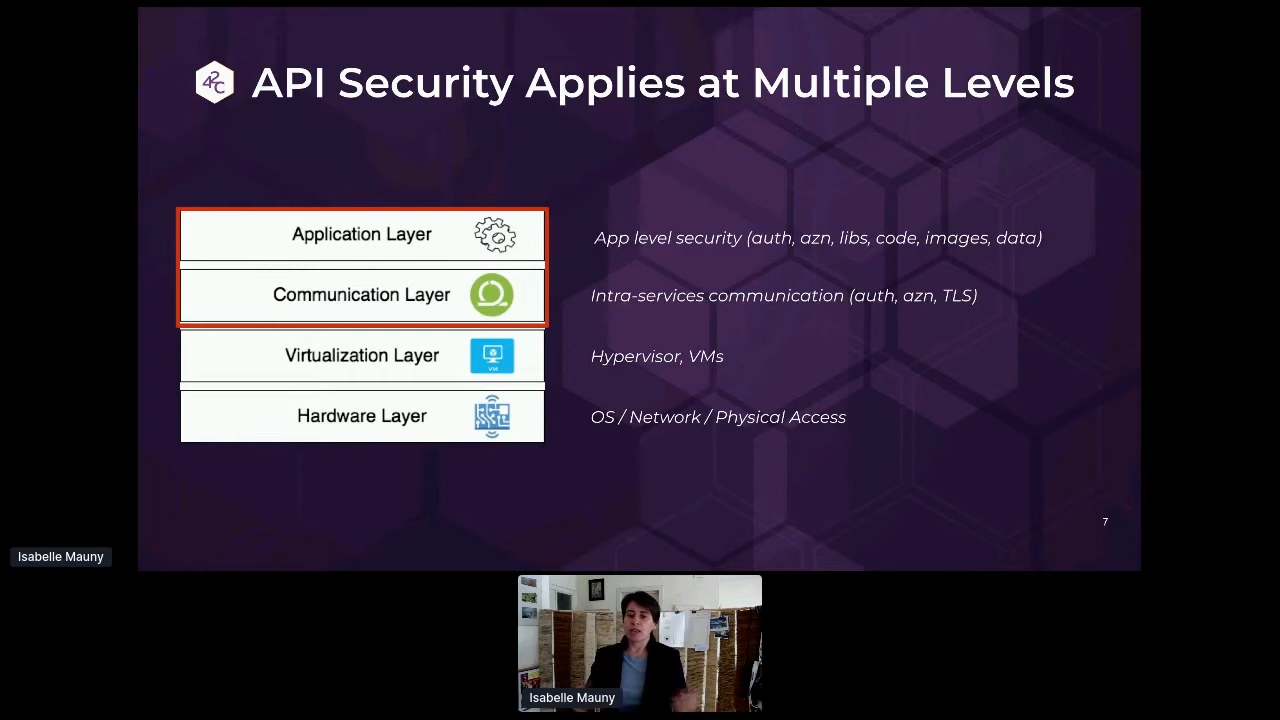 42C API Security Applies at Multiple Levels
Application Layer
App level security (auth, azn, libs, code, images, data)
Communication Layer
Intra-services communication (auth, azn, TLS)
Virtualization Layer
VM
Hypervisor, VMs
Hardware Layer
OS / Network / Physical Access
7
Isabelle Mauny
Isabelle Mauny